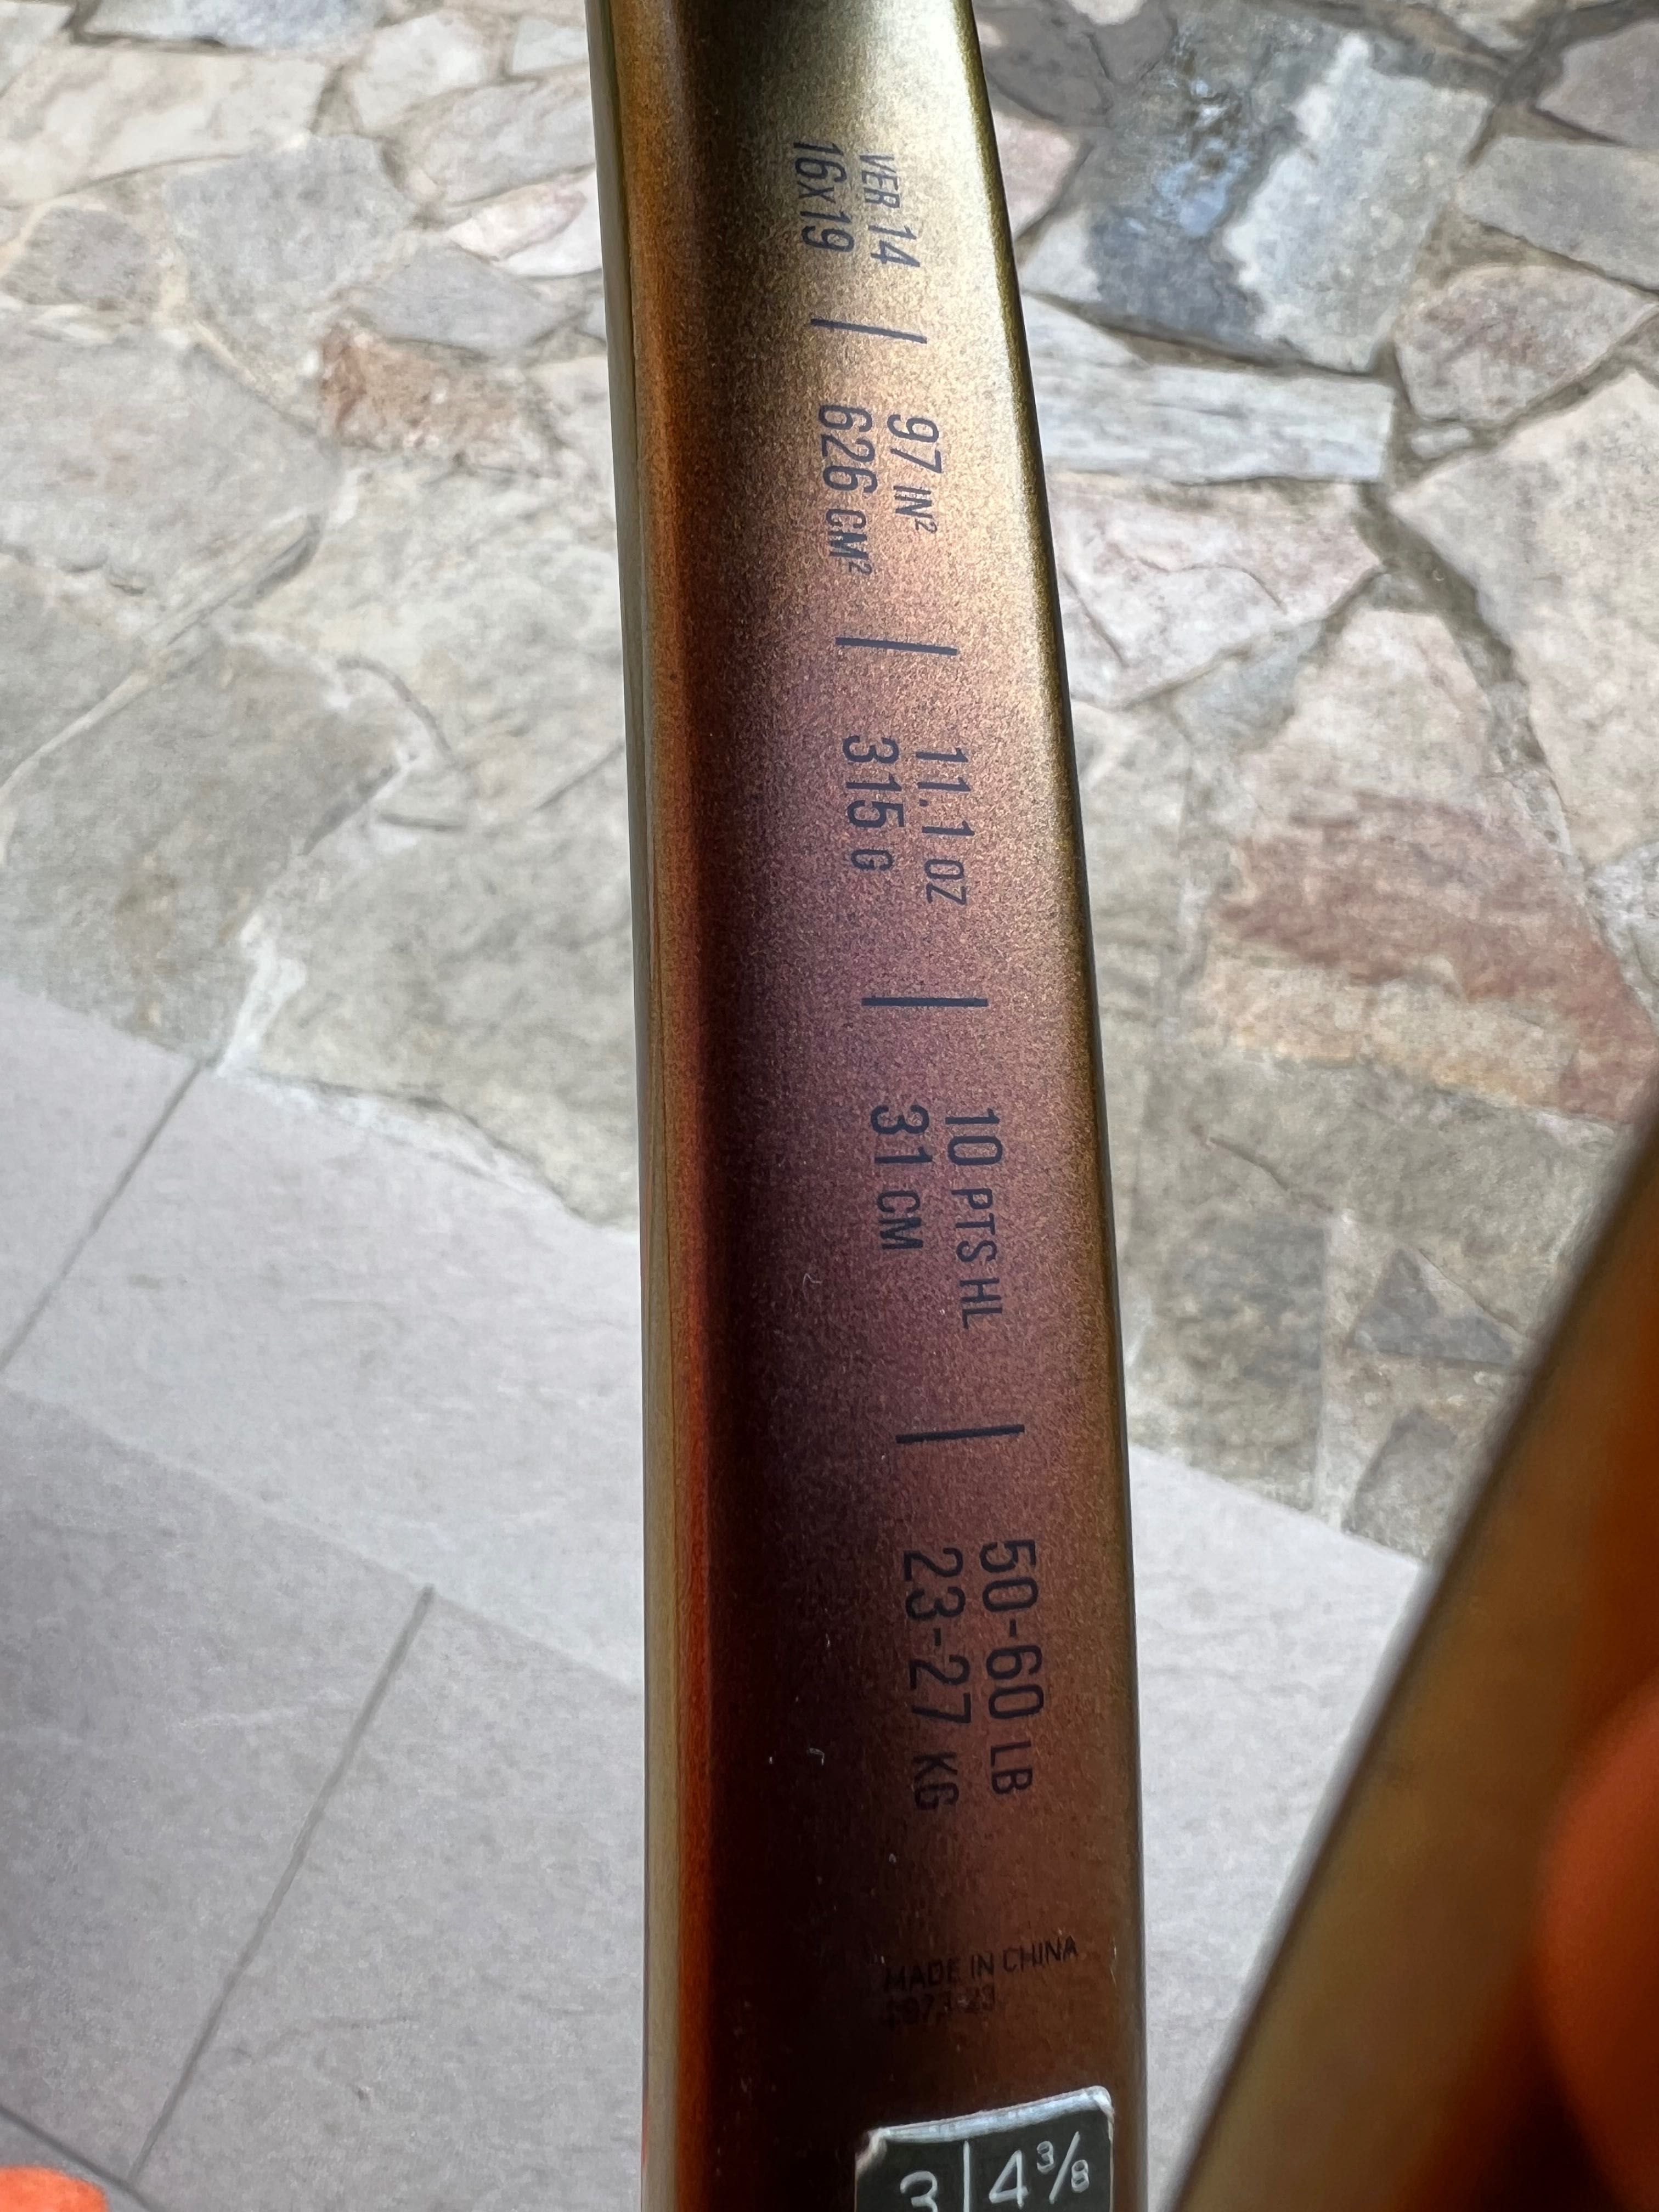 VER 14
16x19
97 IN²
626 CM²
11.1 OZ
315 G
10 PTS HL
31 CM
50-60 LB
23-27 KG
MADE IN CHINA
3 | 4 3/8